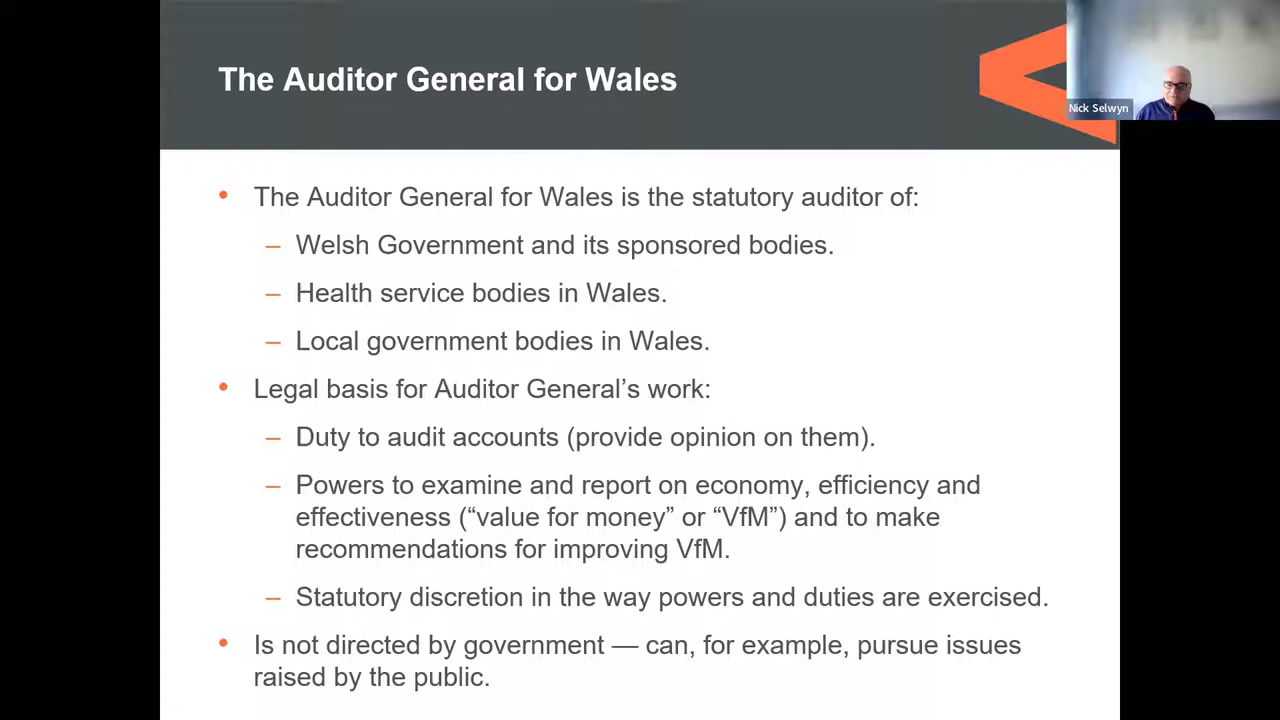 The Auditor General for Wales
Nick Selwyn
• The Auditor General for Wales is the statutory auditor of:
– Welsh Government and its sponsored bodies.
– Health service bodies in Wales.
– Local government bodies in Wales.
• Legal basis for Auditor General’s work:
– Duty to audit accounts (provide opinion on them).
– Powers to examine and report on economy, efficiency and
effectiveness (“value for money” or “VfM”) and to make
recommendations for improving VfM.
– Statutory discretion in the way powers and duties are exercised.
• Is not directed by government — can, for example, pursue issues
raised by the public.